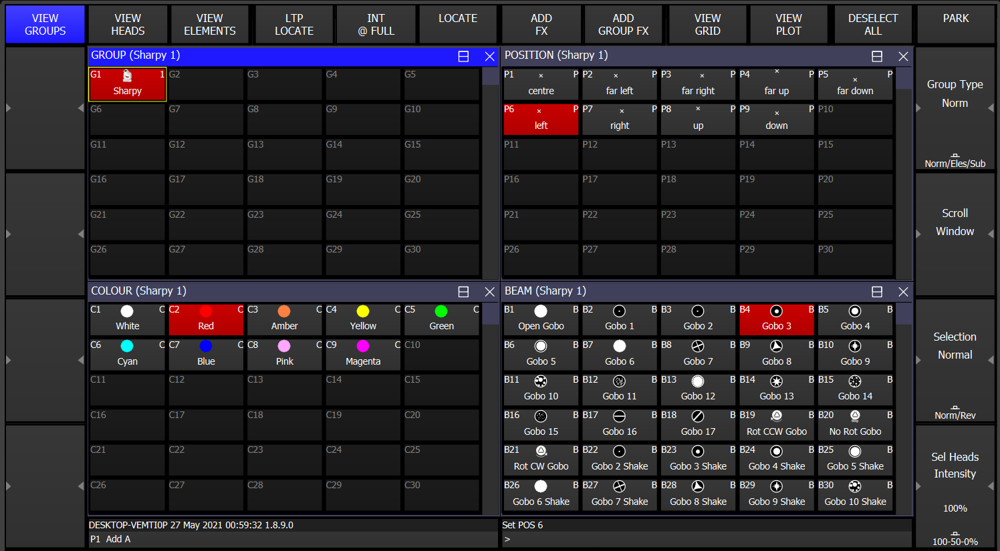 VIEW GROUPS
VIEW HEADS
VIEW ELEMENTS
LTP LOCATE
INT @ FULL
LOCATE
ADD FX
ADD GROUP FX
VIEW GRID
VIEW PLOT
DESELECT ALL
PARK
GROUP (Sharpy 1)
G1 1 G2 G3 G4 G5
Sharpy
G6 G7 G8 G9 G10
G11 G12 G13 G14 G15
G16 G17 G18 G19 G20
G21 G22 G23 G24 G25
G26 G27 G28 G29 G30
POSITION (Sharpy 1)
P1 P P2 P P3 P P4 P P5 P
centre far left far right far up far down
P6 P P7 P P8 P P9 P P10
left right up down
P11 P12 P13 P14 P15
P16 P17 P18 P19 P20
P21 P22 P23 P24 P25
P26 P27 P28 P29 P30
COLOUR (Sharpy 1)
C1 C C2 C C3 C C4 C C5 C
White Red Amber Yellow Green
C6 C C7 C C8 C C9 C C10
Cyan Blue Pink Magenta
C11 C12 C13 C14 C15
C16 C17 C18 C19 C20
C21 C22 C23 C24 C25
C26 C27 C28 C29 C30
BEAM (Sharpy 1)
B1 B B2 B B3 B B4 B B5 B
Open Gobo Gobo 1 Gobo 2 Gobo 3 Gobo 4
B6 B B7 B B8 B B9 B B10 B
Gobo 5 Gobo 6 Gobo 7 Gobo 8 Gobo 9
B11 B B12 B B13 B B14 B B15 B
Gobo 10 Gobo 11 Gobo 12 Gobo 13 Gobo 14
B16 B B17 B B18 B B19 B B20 B
Gobo 15 Gobo 16 Gobo 17 Rot CCW Gobo No Rot Gobo
B21 B B22 B B23 B B24 B B25 B
Rot CW Gobo Gobo 2 Shake Gobo 3 Shake Gobo 4 Shake Gobo 5 Shake
B26 B B27 B B28 B B29 B B30 B
Gobo 6 Shake Gobo 7 Shake Gobo 8 Shake Gobo 9 Shake Gobo 10 Shake
Group Type
Norm
Norm/Eles/Sub
Scroll
Window
Selection
Normal
Norm/Rev
Sel Heads
Intensity
100%
100-50-0%
DESKTOP-VEMTI0P 27 May 2021 00:59:32 1.8.9.0
P1 Add A
Set POS 6
>